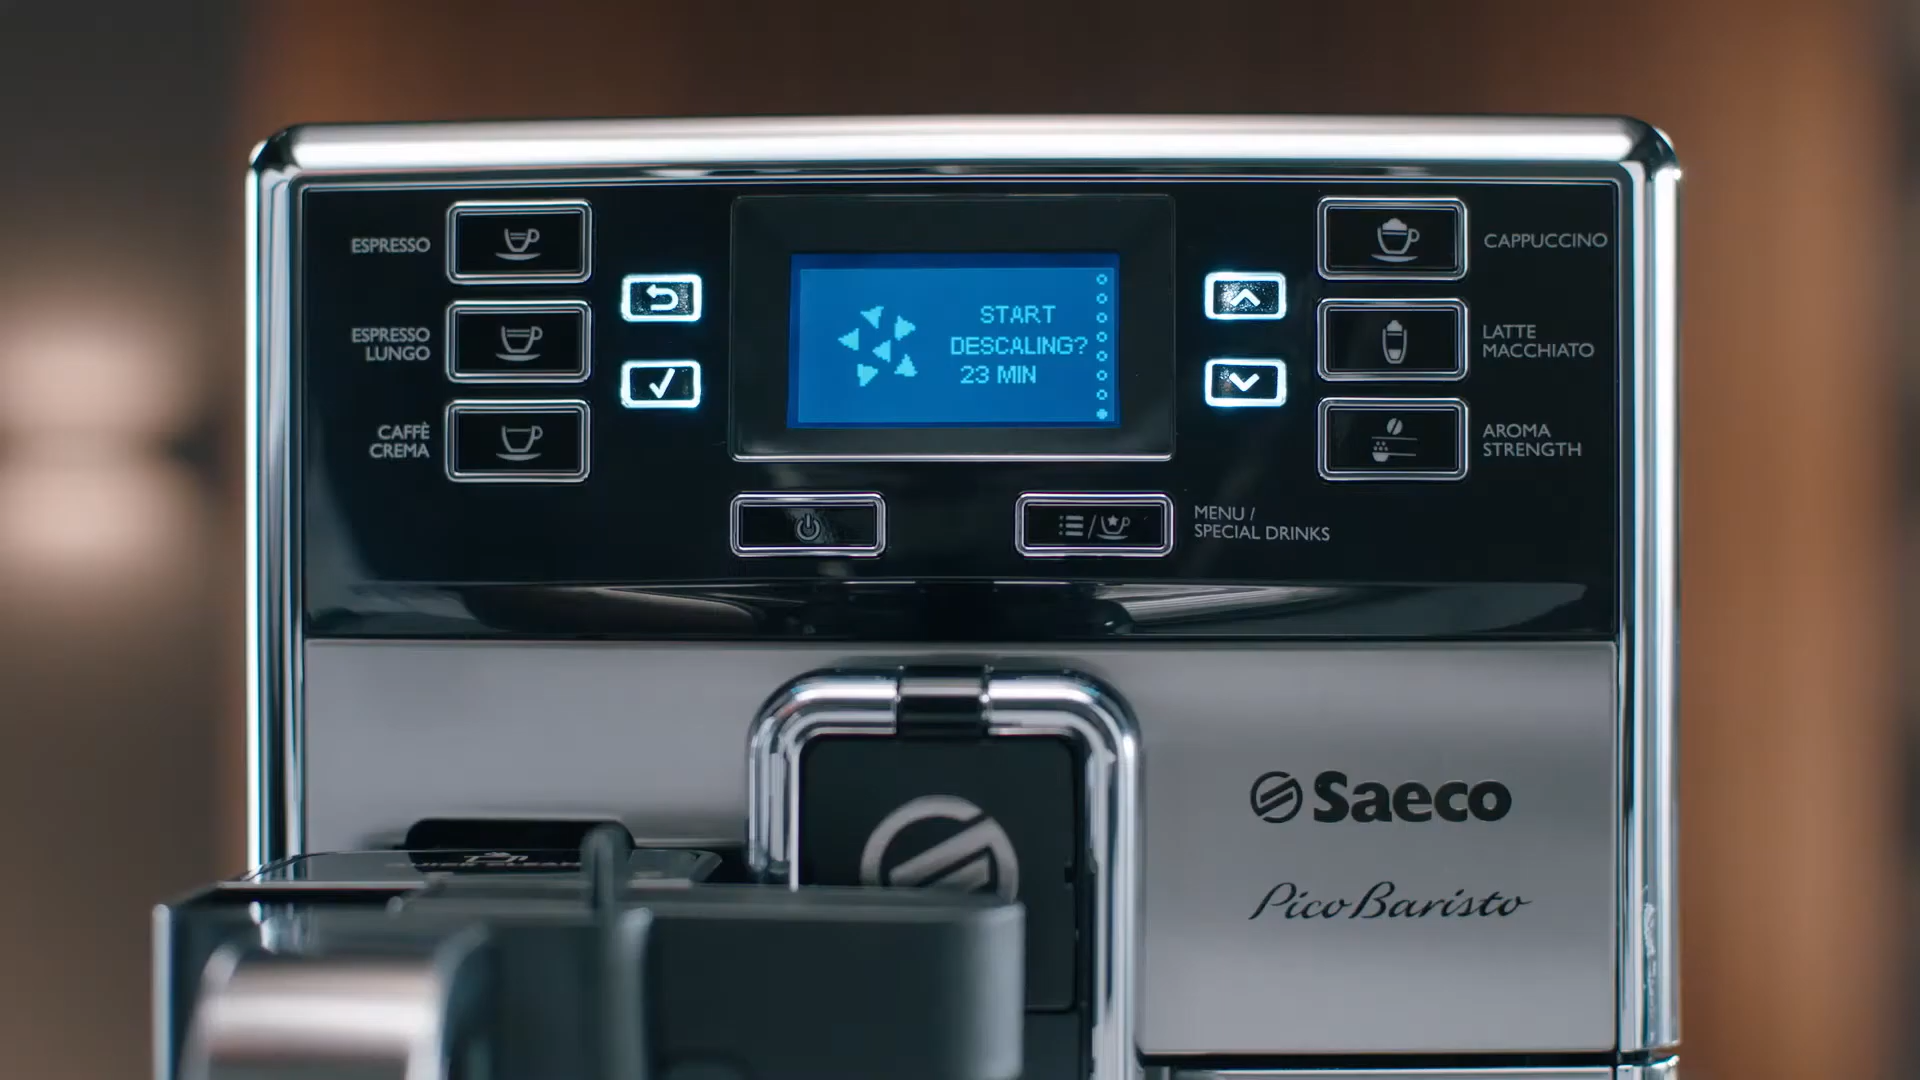 ESPRESSO
ESPRESSO
LUNGO
CAFFÈ
CREMA
START
DESCALING?
23 MIN
CAPPUCCINO
LATTE
MACCHIATO
AROMA
STRENGTH
MENU /
SPECIAL DRINKS
Saeco
PicoBaristo